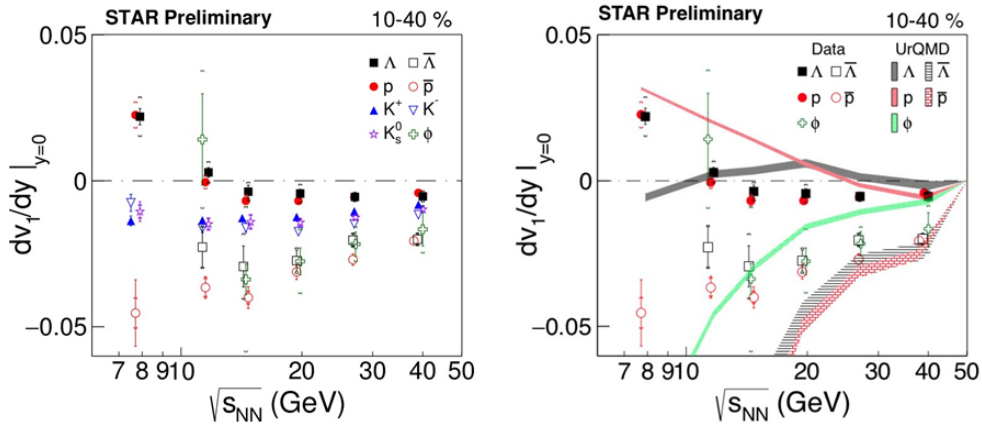 STAR Preliminary 10-40 %
0.05
0
−0.05
dv₁/dy |y=0
Λ Λ̅
p p̅
K⁺ K⁻
K⁰s ϕ
7 8 910 20 30 40 50
√sNN (GeV)
STAR Preliminary 10-40 %
0.05
0
−0.05
dv₁/dy |y=0
Data UrQMD
Λ Λ̅ Λ Λ̅
p p̅ p p̅
ϕ ϕ
7 8 910 20 30 40 50
√sNN (GeV)